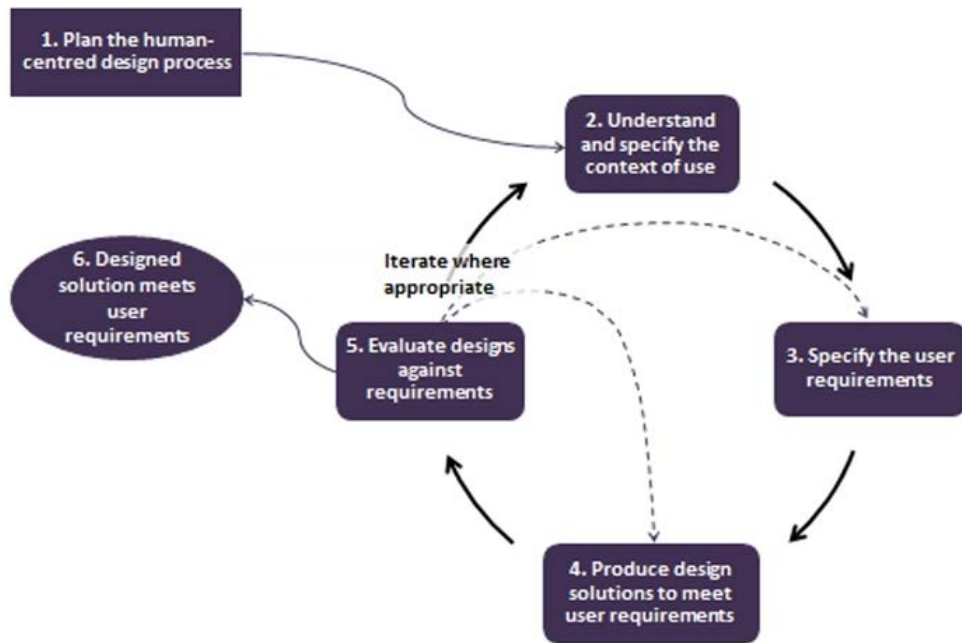 1. Plan the human-
centred design process
2. Understand
and specify the
context of use
Iterate where
appropriate
6. Designed
solution meets
user
requirements
5. Evaluate designs
against
requirements
3. Specify the user
requirements
4. Produce design
solutions to meet
user requirements